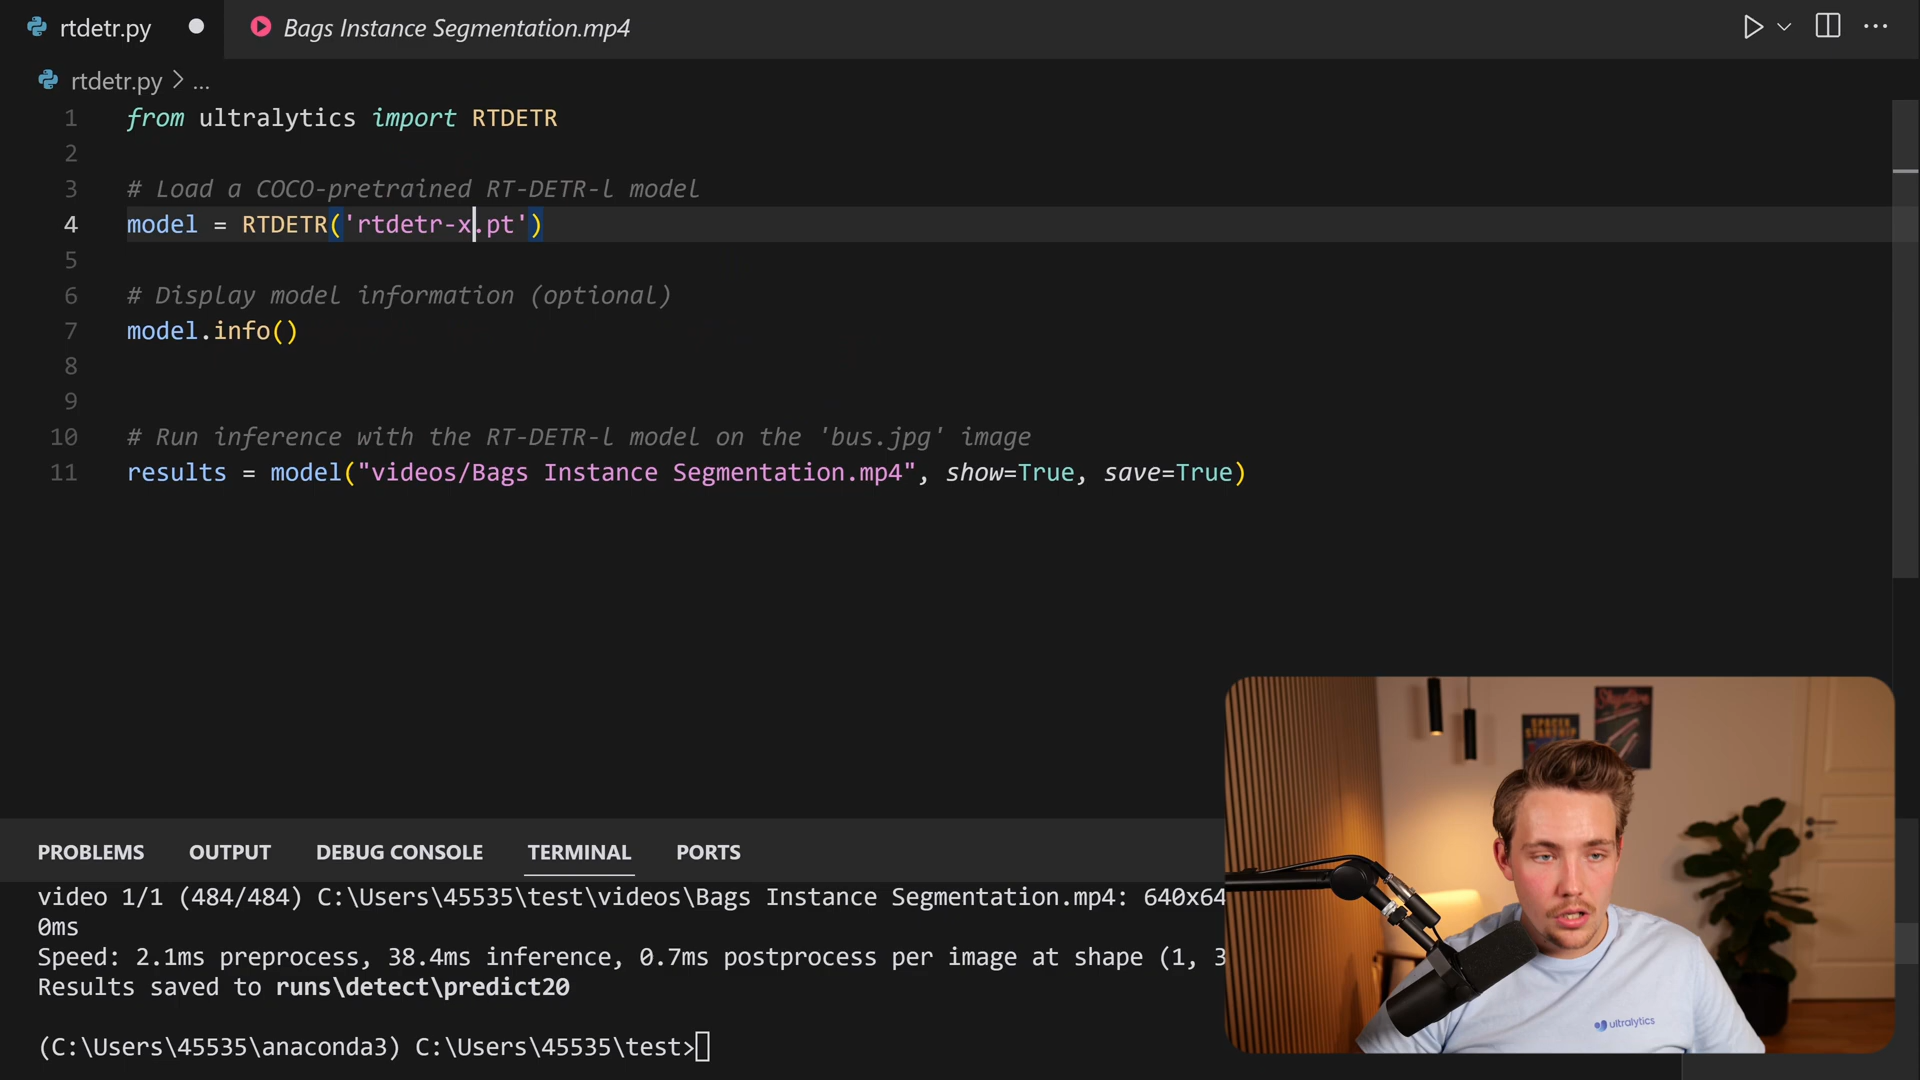 rtdetr.py
Bags Instance Segmentation.mp4
rtdetr.py > ...
1 from ultralytics import RTDETR
2
3 # Load a COCO-pretrained RT-DETR-l model
4 model = RTDETR('rtdetr-x.pt')
5
6 # Display model information (optional)
7 model.info()
8
9
10 # Run inference with the RT-DETR-l model on the 'bus.jpg' image
11 results = model("videos/Bags Instance Segmentation.mp4", show=True, save=True)
PROBLEMS OUTPUT DEBUG CONSOLE TERMINAL PORTS
video 1/1 (484/484) C:\Users\45535\test\videos\Bags Instance Segmentation.mp4: 640x64
0ms
Speed: 2.1ms preprocess, 38.4ms inference, 0.7ms postprocess per image at shape (1, 3
Results saved to runs\detect\predict20
(C:\Users\45535\anaconda3) C:\Users\45535\test>
SPACEX
STARSHIP
ultralytics